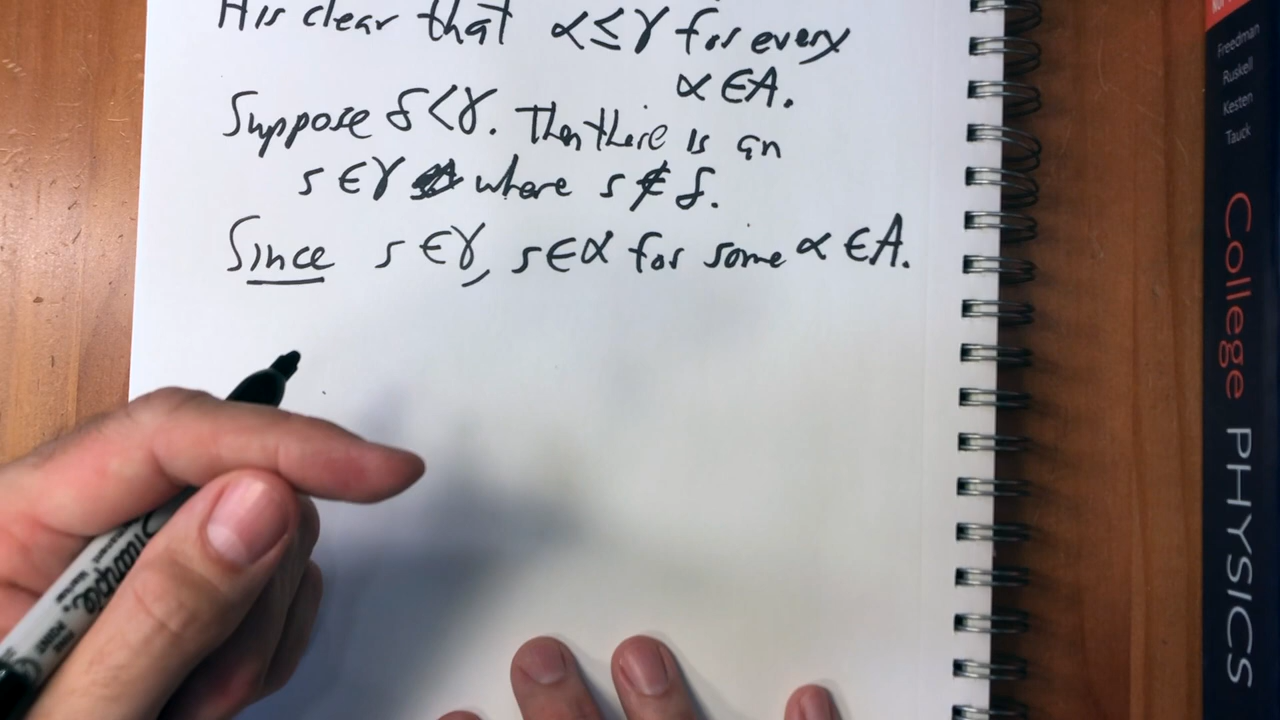 It is clear that α ≤ γ for every
α ∈ A.
Suppose δ < γ. Then there is an
s ∈ γ where s ∉ δ.
Since s ∈ γ, s ∈ α for some α ∈ A.
Freedman
Ruskell
Kesten
Tauck
College PHYSICS
Sharpie